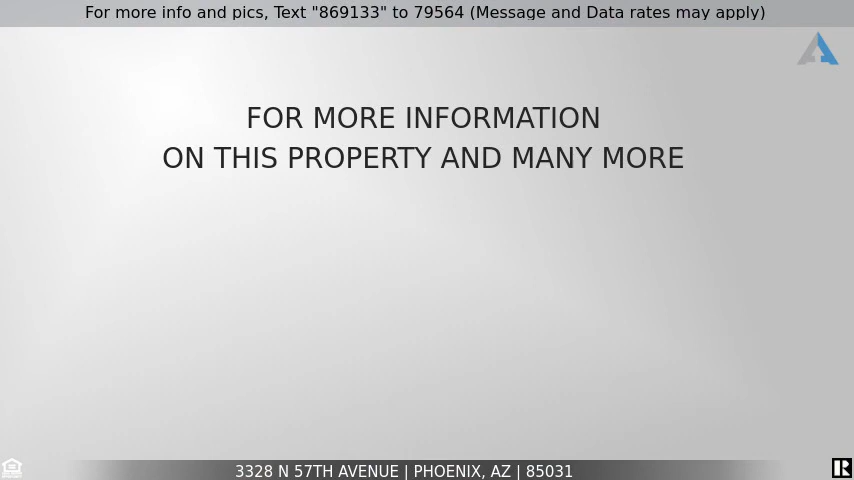 For more info and pics, Text "869133" to 79564 (Message and Data rates may apply)
FOR MORE INFORMATION
ON THIS PROPERTY AND MANY MORE
3328 N 57TH AVENUE | PHOENIX, AZ | 85031